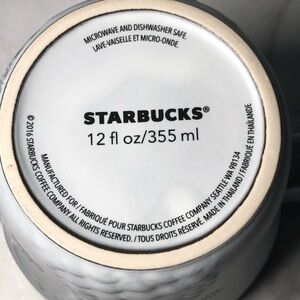 MICROWAVE AND DISHWASHER SAFE
LAVE-VAISELLE ET MICRO-ONDE.
STARBUCKS®
12 fl oz/355 ml
© 2016 STARBUCKS COFFEE COMPANY. ALL RIGHTS RESERVED. / TOUS DROITS RÉSERVÉ. MADE IN THAILAND / FABRIQUÉ EN THAÏLANDE
MANUFACTURED FOR / FABRIQUÉ POUR STARBUCKS COFFEE COMPANY SEATTLE WA 98134